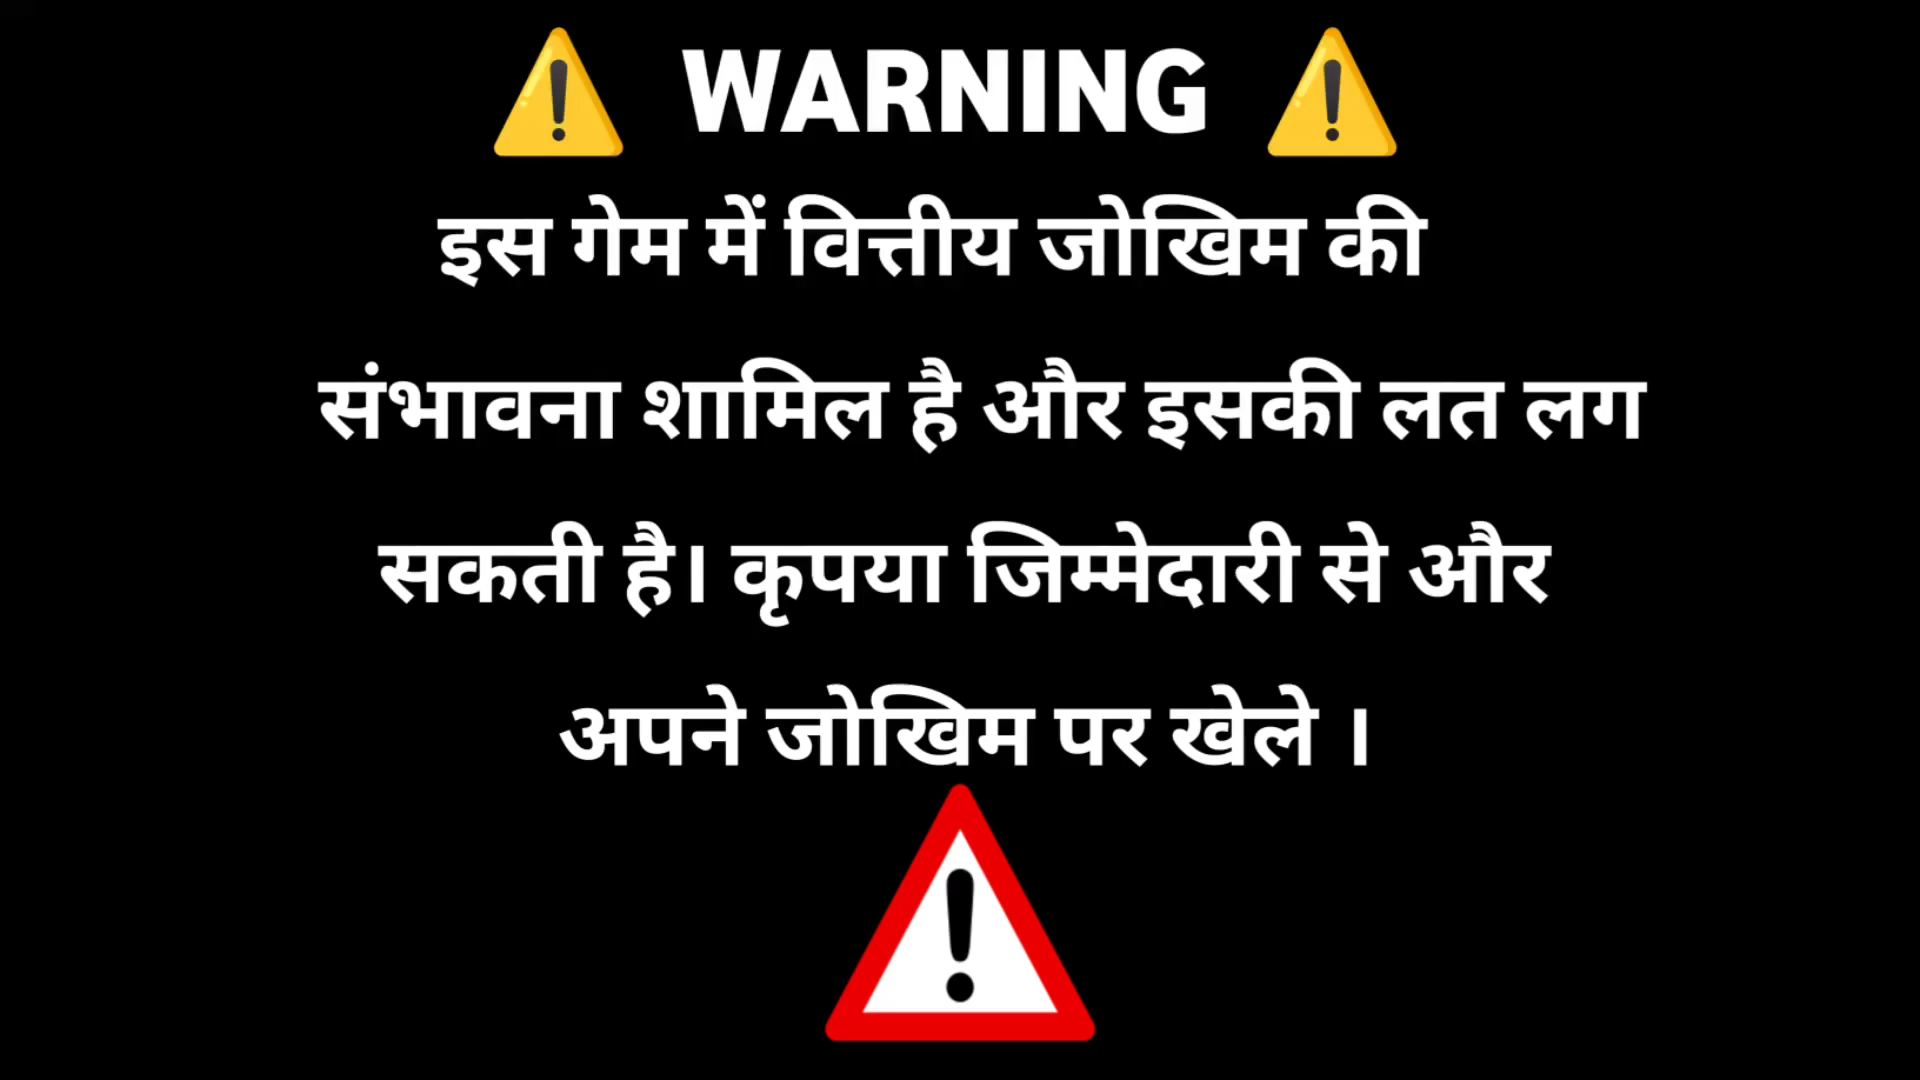 ⚠️ WARNING ⚠️
इस गेम में वित्तीय जोखिम की
संभावना शामिल है और इसकी लत लग
सकती है। कृपया जिम्मेदारी से और
अपने जोखिम पर खेले ।